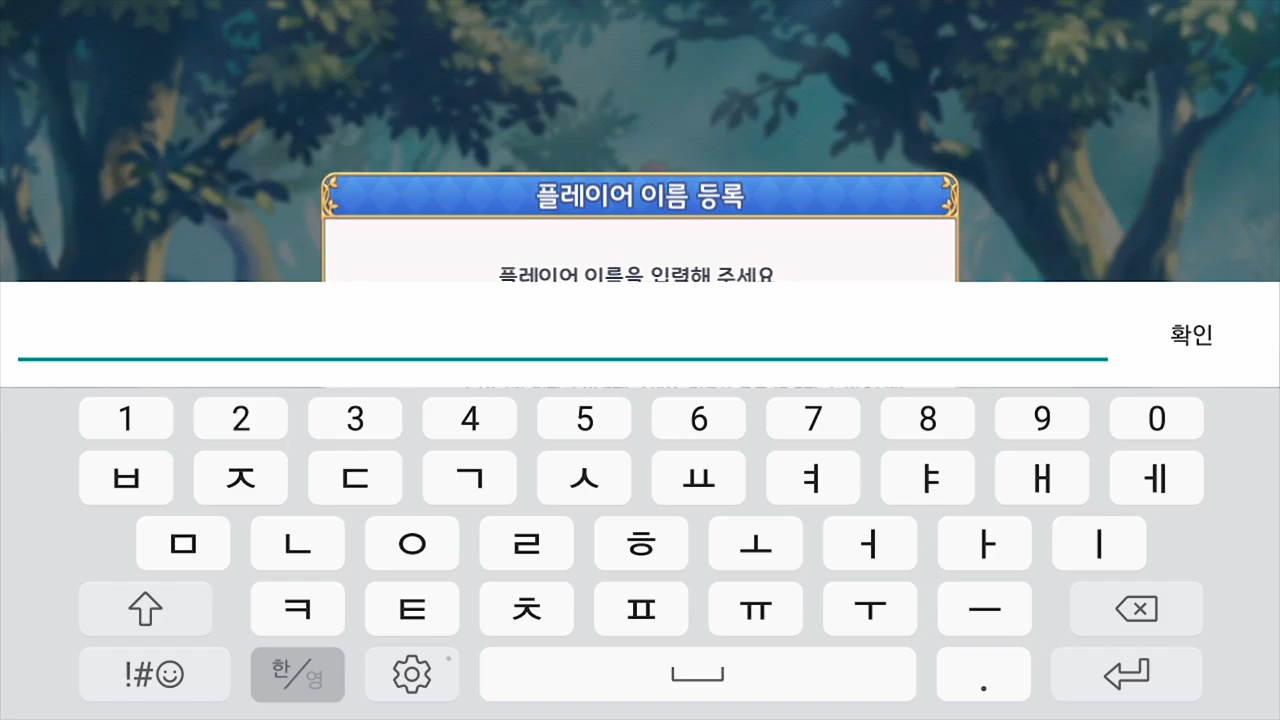 플레이어 이름 등록
플레이어 이름을 입력해 주세요
확인
1 2 3 4 5 6 7 8 9 0
ㅂ ㅈ ㄷ ㄱ ㅅ ㅛ ㅕ ㅑ ㅐ ㅔ
ㅁ ㄴ ㅇ ㄹ ㅎ ㅗ ㅓ ㅏ ㅣ
ㅋ ㅌ ㅊ ㅍ ㅠ ㅜ ㅡ
!#☺ 한/영 .